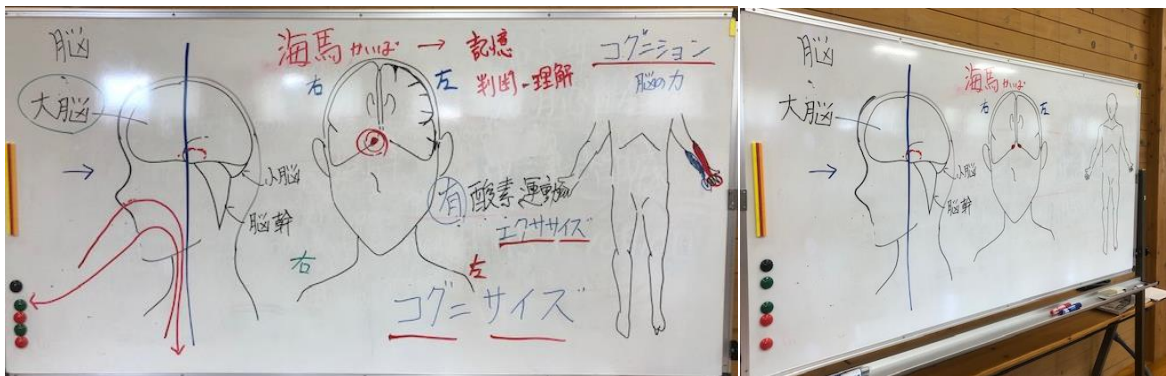 脳
海馬 かいば → 記憶
判断-理解
コグニション
脳の力
大脳
右
左
→
小脳
脳幹
有酸素運動
エクササイズ
右
左
コグニサイズ
脳
海馬 かいば
大脳
右
左
→
小脳
脳幹